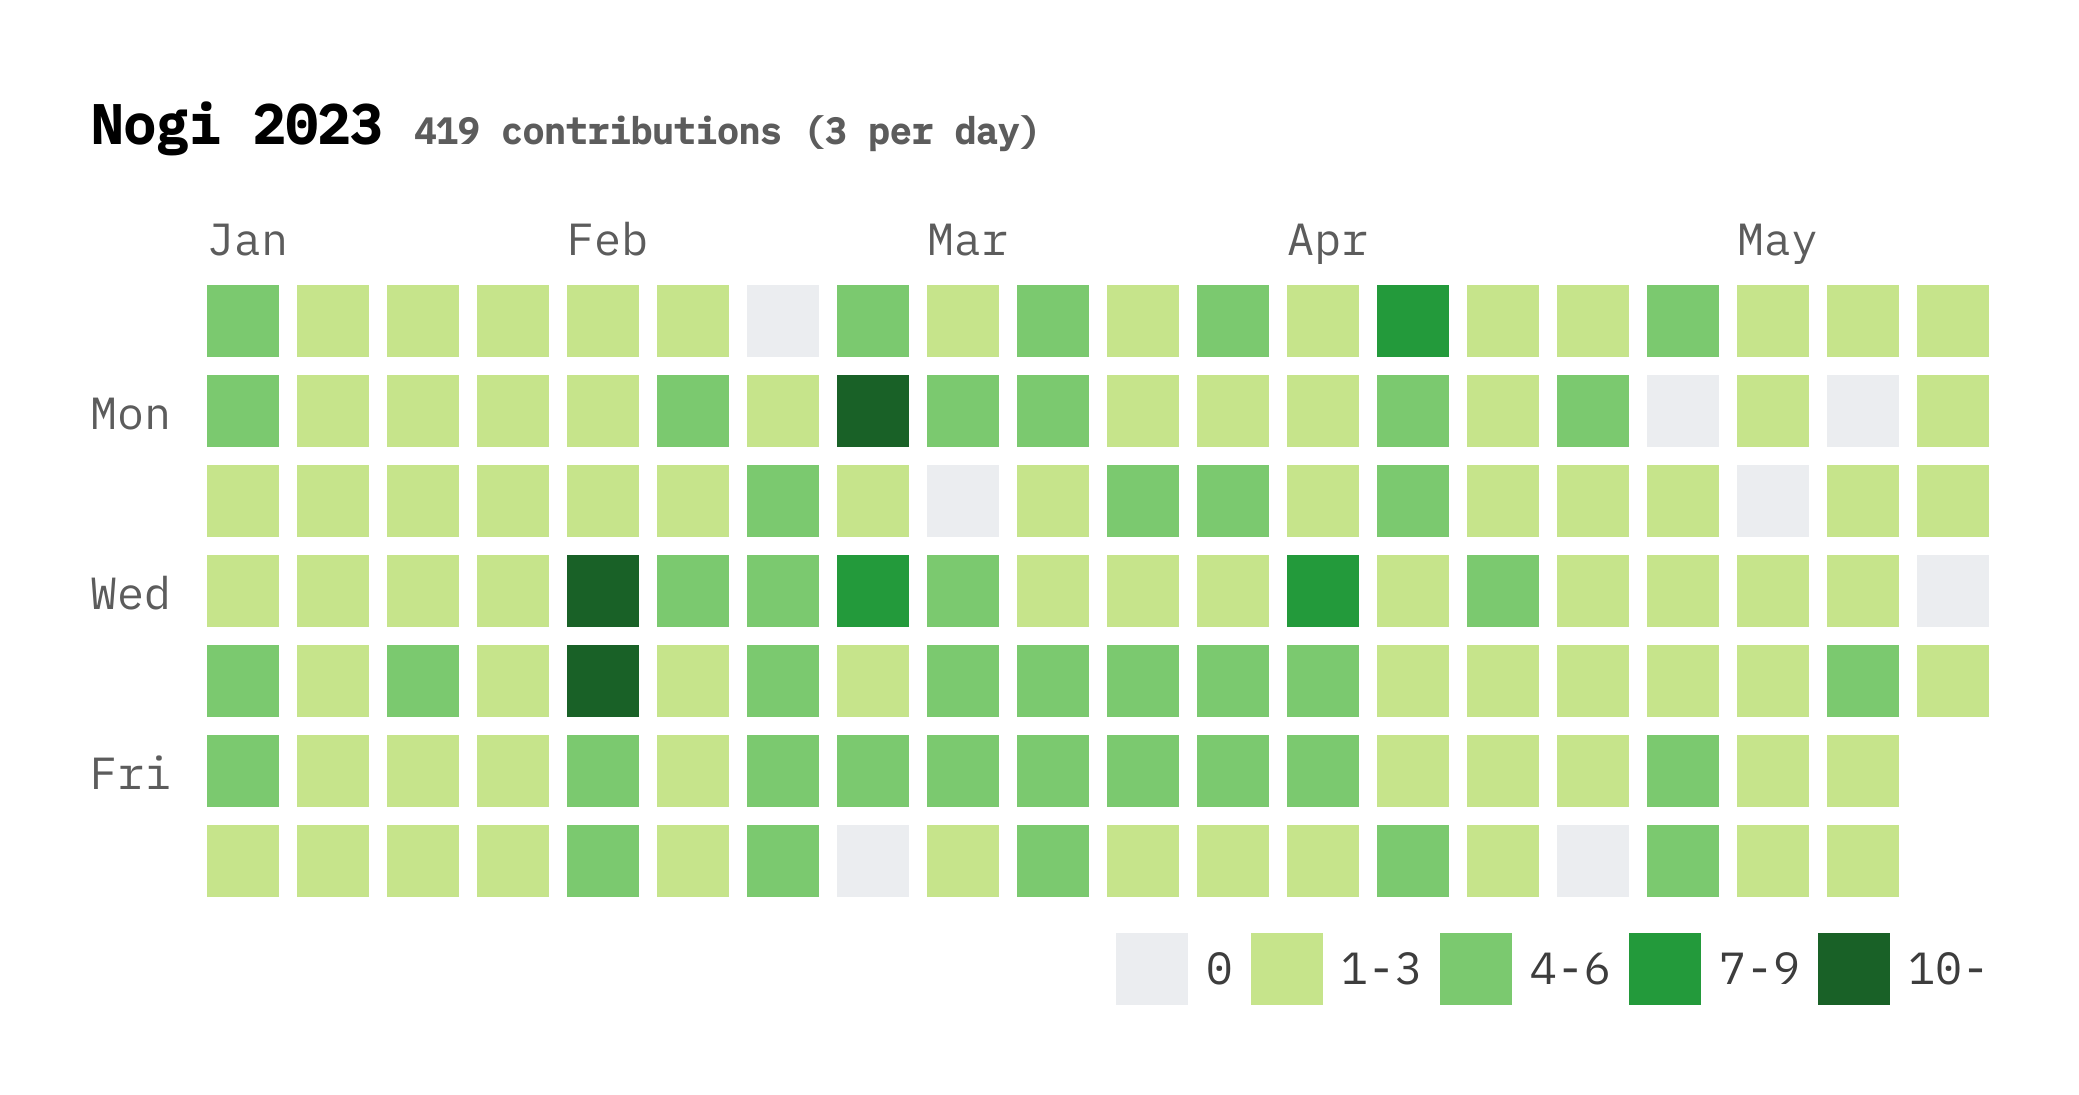 Nogi 2023 419 contributions (3 per day)
Jan Feb Mar Apr May
Mon
Wed
Fri
0 1-3 4-6 7-9 10-